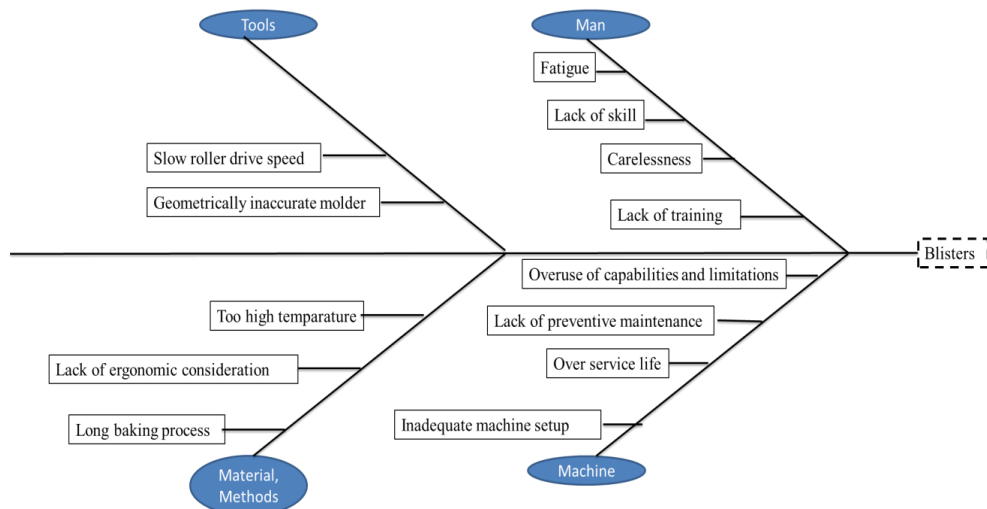 Tools
Man
Fatigue
Lack of skill
Slow roller drive speed
Carelessness
Geometrically inaccurate molder
Lack of training
Blisters
Overuse of capabilities and limitations
Too high temparature
Lack of preventive maintenance
Lack of ergonomic consideration
Over service life
Long baking process
Inadequate machine setup
Material,
Methods
Machine